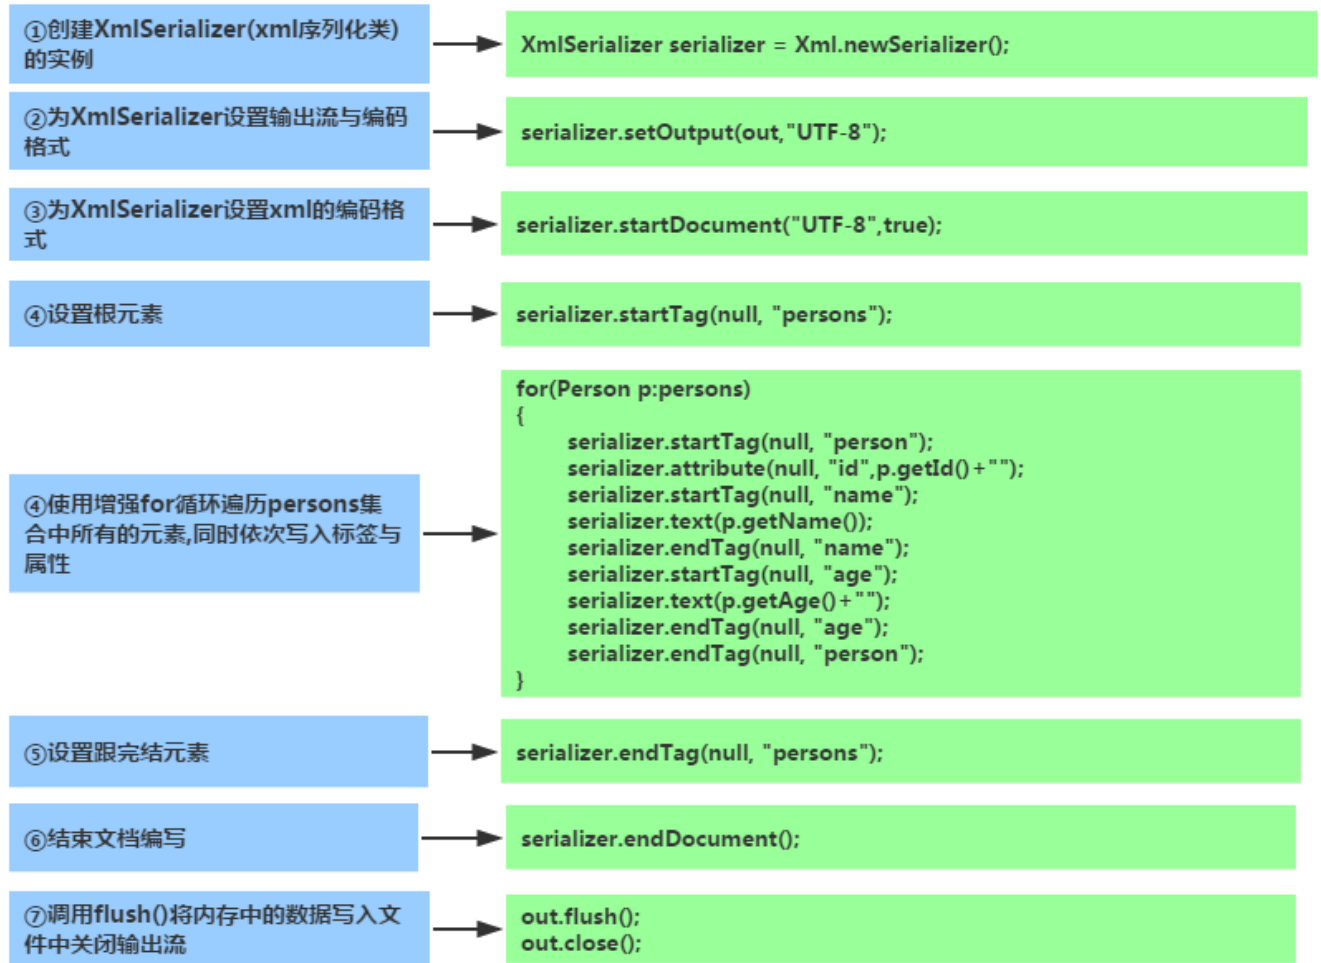 ①创建XmlSerializer(xml序列化类)
的实例
XmlSerializer serializer = Xml.newSerializer();
②为XmlSerializer设置输出流与编码
格式
serializer.setOutput(out,"UTF-8");
③为XmlSerializer设置xml的编码格
式
serializer.startDocument("UTF-8",true);
④设置根元素
serializer.startTag(null, "persons");
④使用增强for循环遍历persons集
合中所有的元素,同时依次写入标签与
属性
for(Person p:persons)
{
serializer.startTag(null, "person");
serializer.attribute(null, "id",p.getId()+"");
serializer.startTag(null, "name");
serializer.text(p.getName());
serializer.endTag(null, "name");
serializer.startTag(null, "age");
serializer.text(p.getAge()+"");
serializer.endTag(null, "age");
serializer.endTag(null, "person");
}
⑤设置跟完结元素
serializer.endTag(null, "persons");
⑥结束文档编写
serializer.endDocument();
⑦调用flush()将内存中的数据写入文
件中关闭输出流
out.flush();
out.close();